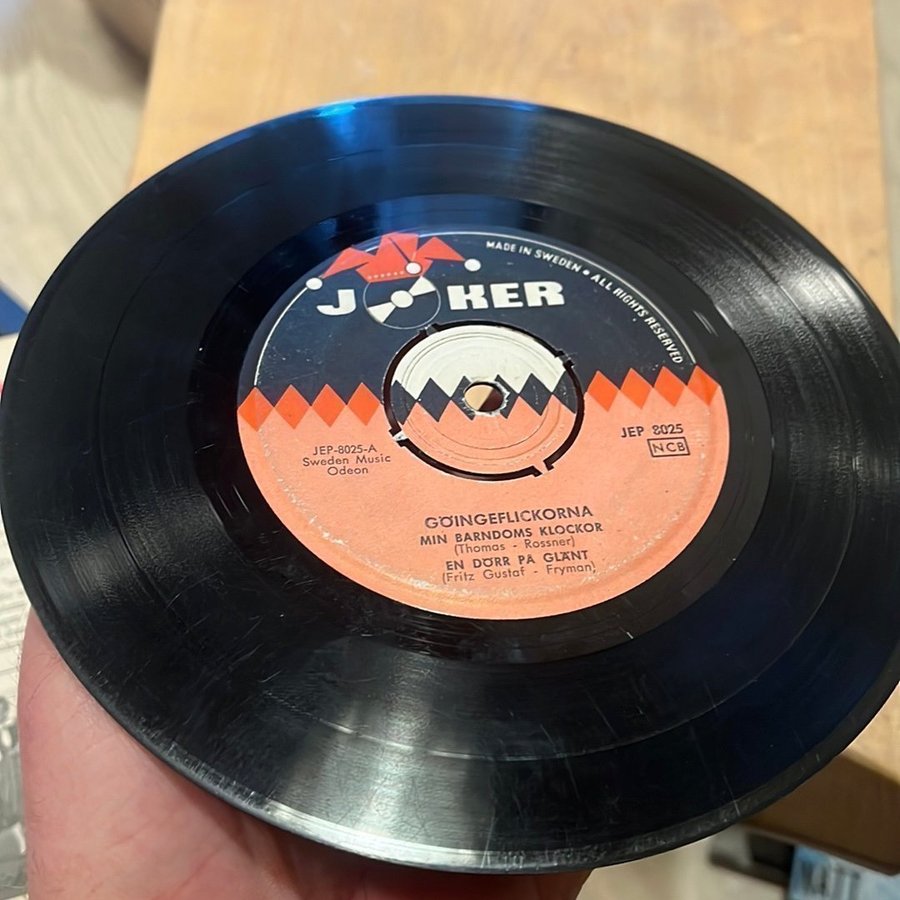 JOKER
MADE IN SWEDEN • ALL RIGHTS RESERVED
JEP-8025-A
Sweden Music
Odeon
JEP 8025
NCB
GÖINGEFLICKORNA
MIN BARNDOMS KLOCKOR
(Thomas - Rossner)
EN DÖRR PÅ GLÄNT
(Fritz Gustaf - Fryman)